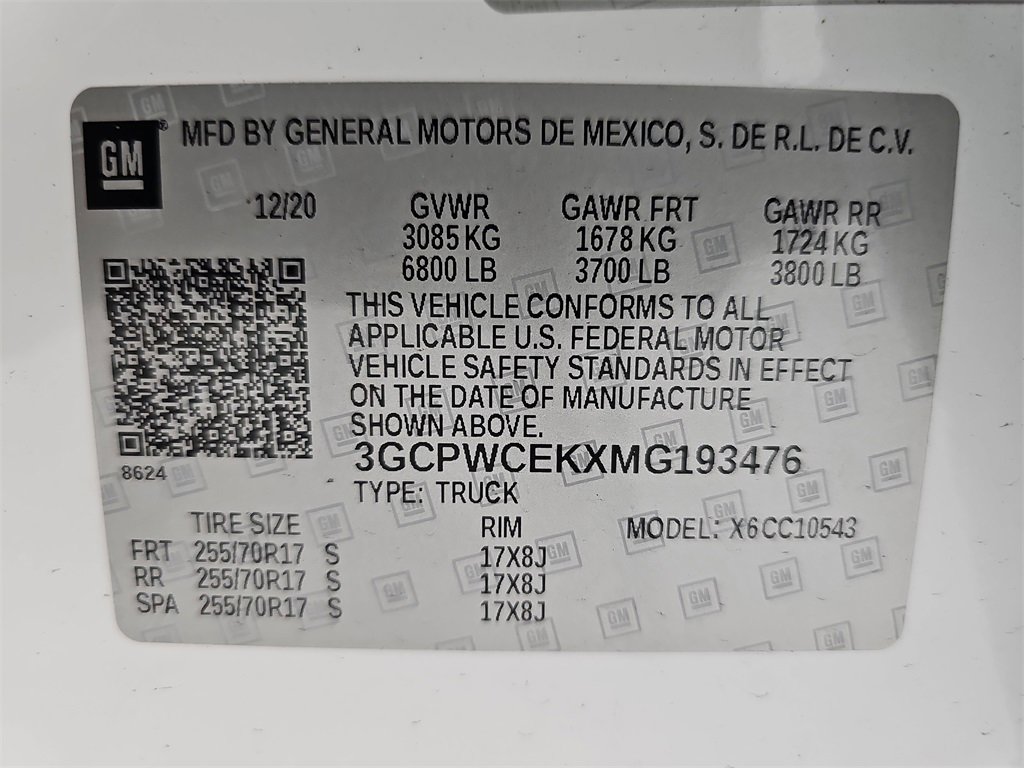 GM® MFD BY GENERAL MOTORS DE MEXICO, S. DE R.L. DE C.V.
12/20 GVWR GAWR FRT GAWR RR
3085 KG 1678 KG 1724 KG
6800 LB 3700 LB 3800 LB
THIS VEHICLE CONFORMS TO ALL
APPLICABLE U.S. FEDERAL MOTOR
VEHICLE SAFETY STANDARDS IN EFFECT
ON THE DATE OF MANUFACTURE
SHOWN ABOVE.
3GCPWCEKXMG193476
8624
TYPE: TRUCK
TIRE SIZE RIM MODEL: X6CC10543
FRT 255/70R17 S 17X8J
RR 255/70R17 S 17X8J
SPA 255/70R17 S 17X8J